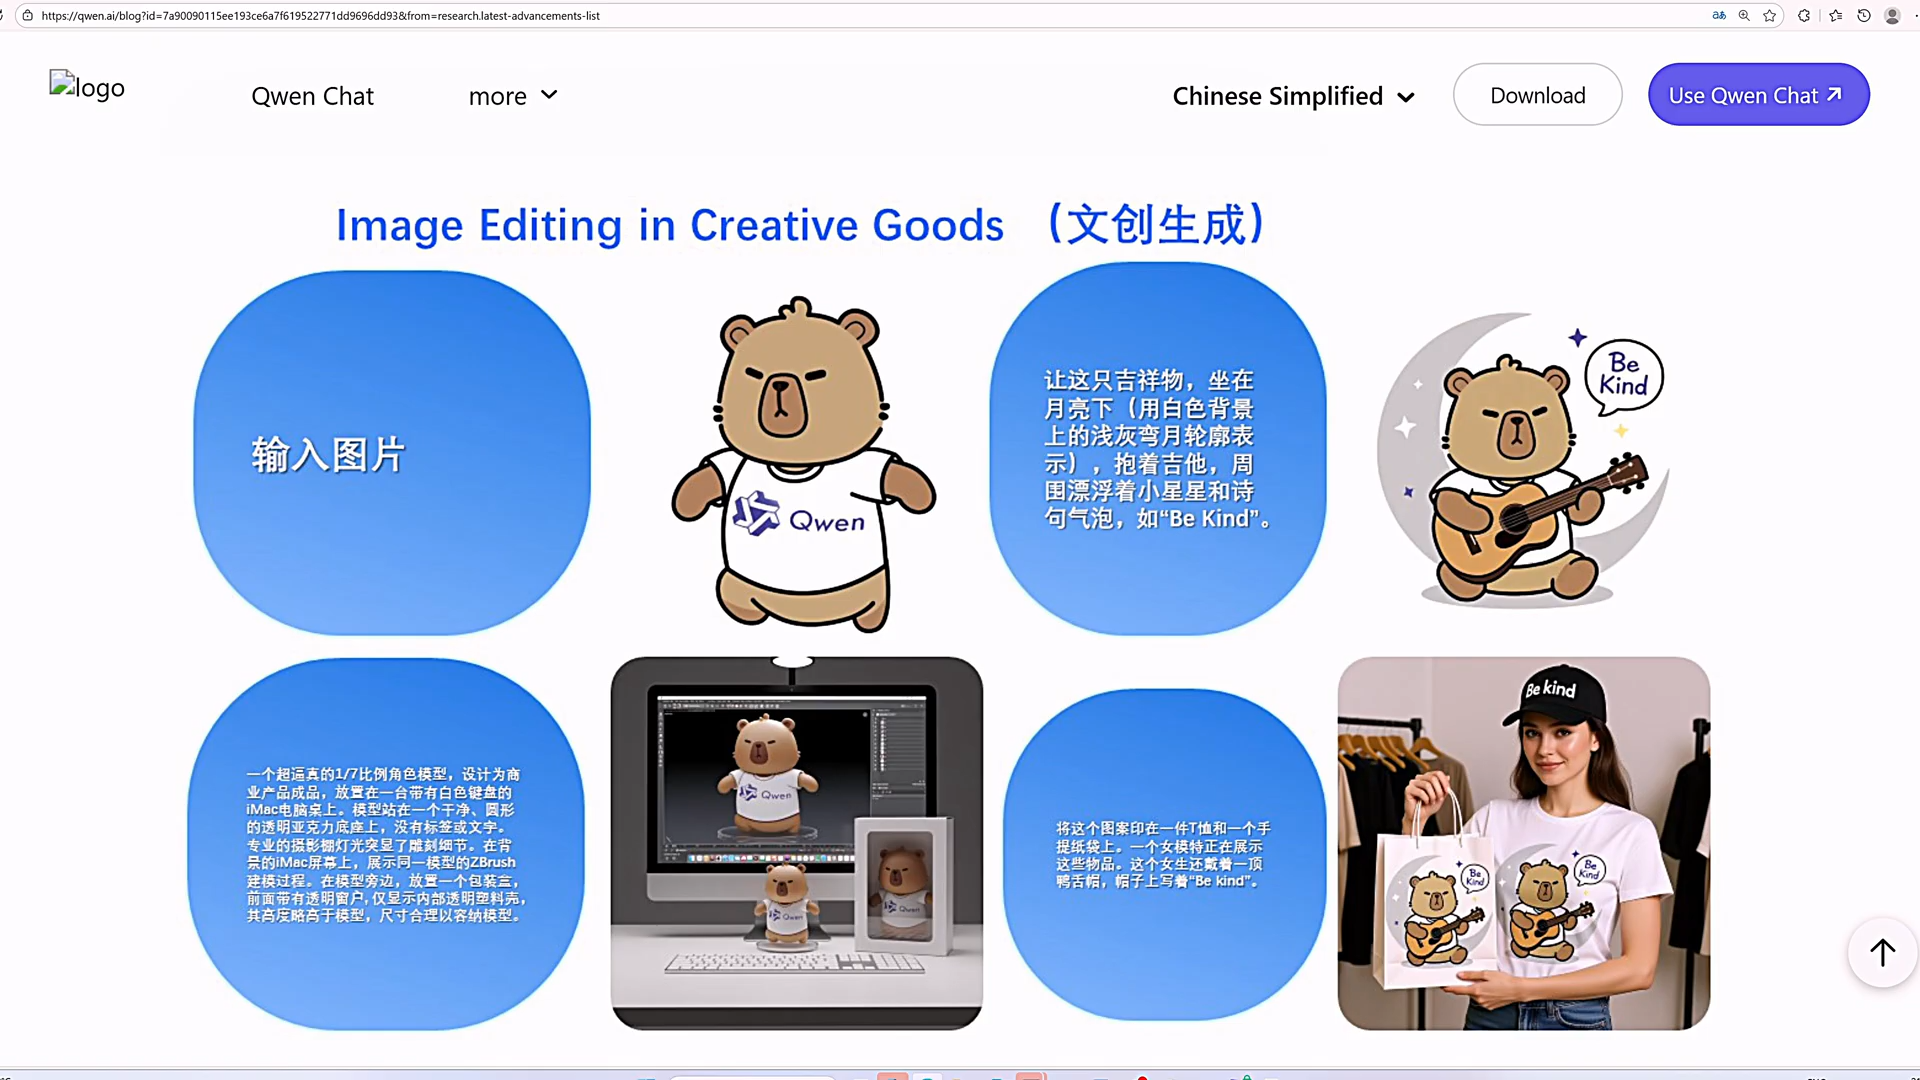 https://qwen.ai/blog?id=7a90090115ee193ce6a7f619522771dd9696dd93&from=research.latest-advancements-list
logo
Qwen Chat
more
Chinese Simplified
Download
Use Qwen Chat
Image Editing in Creative Goods （文创生成）
输入图片
Qwen
让这只吉祥物，坐在
月亮下（用白色背景
上的浅灰弯月轮廓表
示），抱着吉他，周
围漂浮着小星星和诗
句气泡，如“Be Kind”。
Be
Kind
一个超逼真的1/7比例角色模型，设计为商
业产品成品，放置在一台带有白色键盘的
iMac电脑桌上。模型站在一个干净、圆形
的透明亚克力底座上，没有标签或文字。
专业的摄影棚灯光突显了雕刻细节。在背
景的iMac屏幕上，展示同一模型的ZBrush
建模过程。在模型旁边，放置一个包装盒，
前面带有透明窗户，仅显示内部透明塑料壳，
其高度略高于模型，尺寸合理以容纳模型。
Qwen
Qwen
Qwen
将这个图案印在一件T恤和一个手
提纸袋上。一个女模特正在展示
这些物品。这个女生还戴着一顶
鸭舌帽，帽子上写着“Be kind”。
Be kind
Be
Kind
Be
Kind